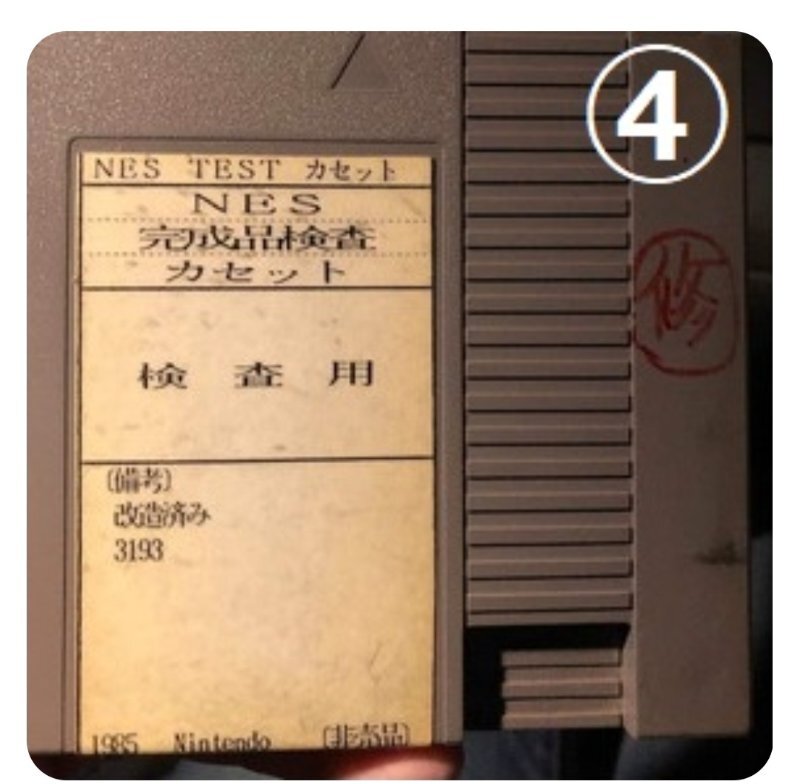 ④
NES TEST カセット
NES
完成品検査
カセット
検査用
(備考)
改造済み
3193
1985 Nintendo (非売品)
修